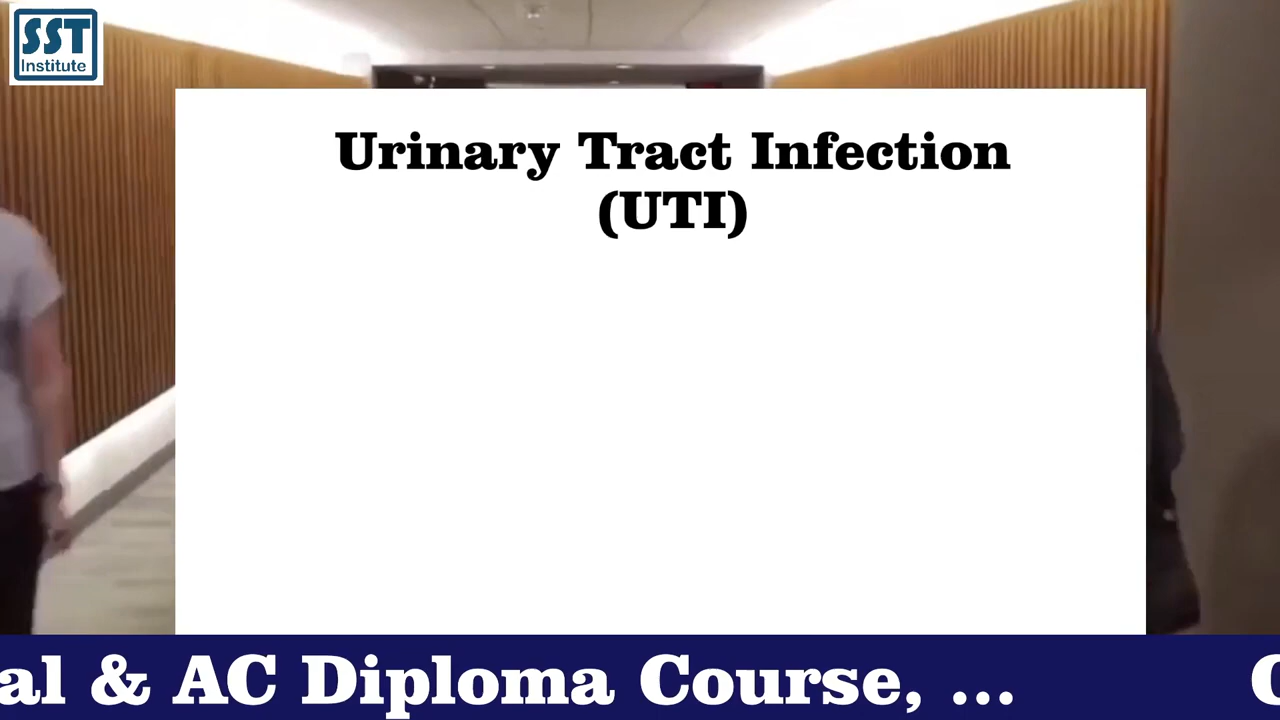 SST
Institute
Urinary Tract Infection
(UTI)
al & AC Diploma Course, ...